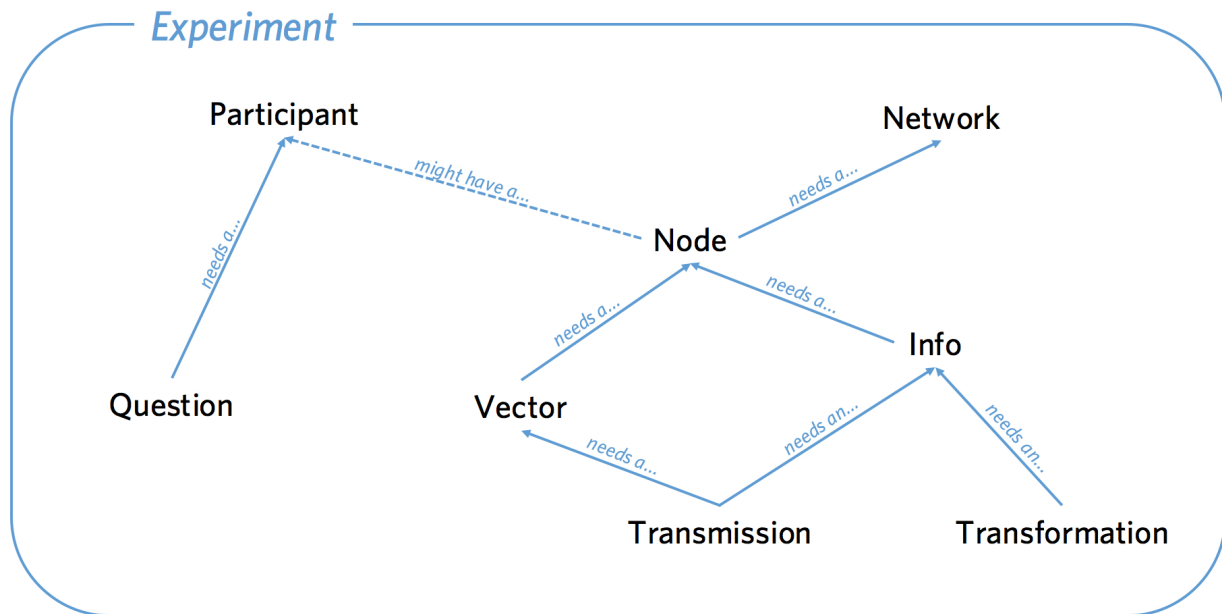 Experiment
Participant
Network
might have a...
needs a...
needs a...
Node
needs a...
needs a...
Info
Question
Vector
needs a...
needs an...
needs an...
Transmission
Transformation